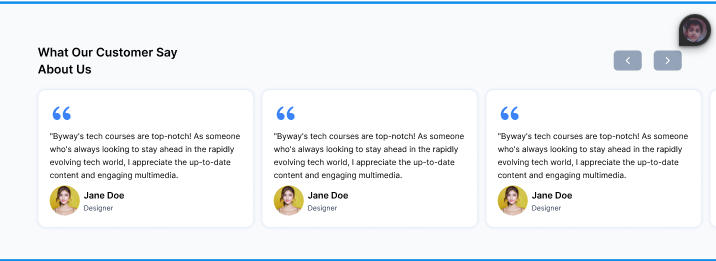 What Our Customer Say
About Us
"Byway's tech courses are top-notch! As someone
who's always looking to stay ahead in the rapidly
evolving tech world, I appreciate the up-to-date
content and engaging multimedia.
Jane Doe
Designer
"Byway's tech courses are top-notch! As someone
who's always looking to stay ahead in the rapidly
evolving tech world, I appreciate the up-to-date
content and engaging multimedia.
Jane Doe
Designer
"Byway's tech courses are top-notch! As someone
who's always looking to stay ahead in the rapidly
evolving tech world, I appreciate the up-to-date
content and engaging multimedia.
Jane Doe
Designer